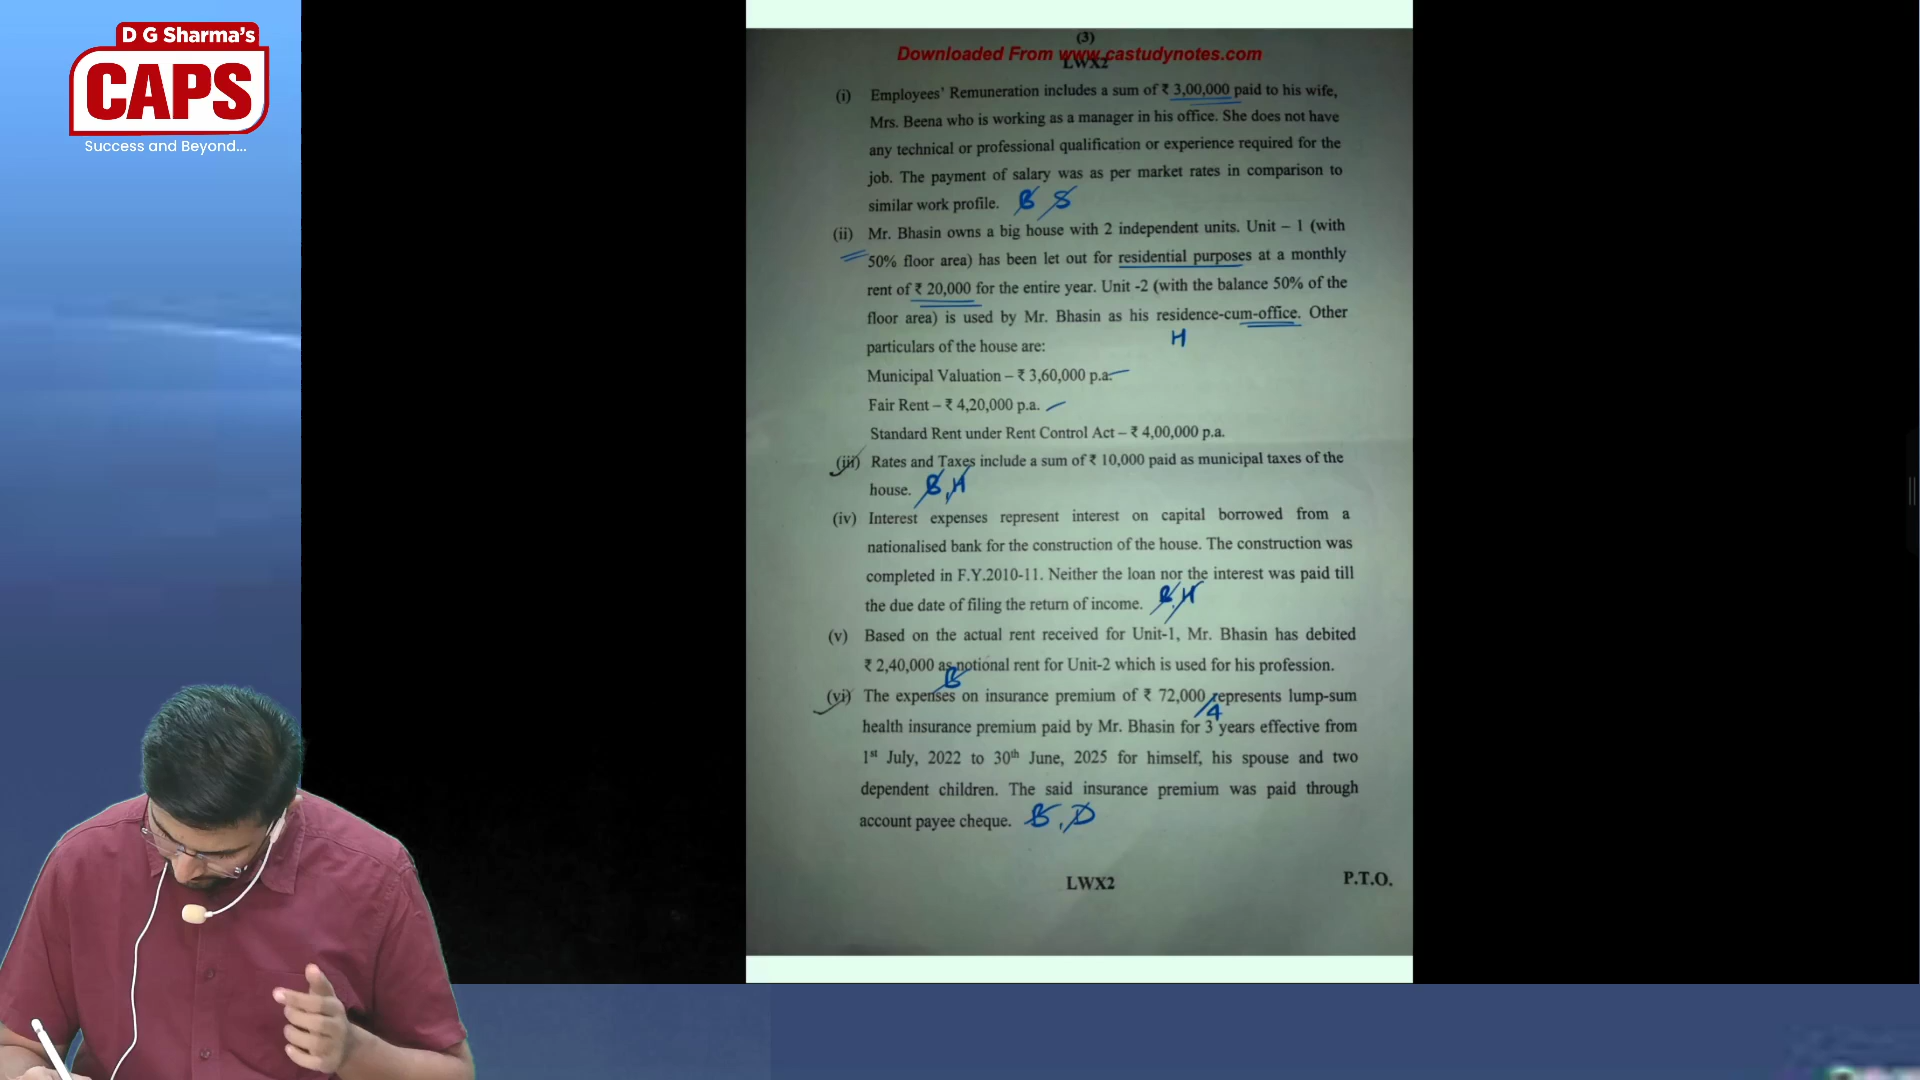 D G Sharma's
CAPS
Success and Beyond...
(3)
Downloaded From www.castudynotes.com
LWX2
(i) Employees' Remuneration includes a sum of ₹ 3,00,000 paid to his wife,
Mrs. Beena who is working as a manager in his office. She does not have
any technical or professional qualification or experience required for the
job. The payment of salary was as per market rates in comparison to
similar work profile. B S
(ii) Mr. Bhasin owns a big house with 2 independent units. Unit – 1 (with
50% floor area) has been let out for residential purposes at a monthly
rent of ₹ 20,000 for the entire year. Unit -2 (with the balance 50% of the
floor area) is used by Mr. Bhasin as his residence-cum-office. Other
H
particulars of the house are:
Municipal Valuation – ₹ 3,60,000 p.a.
Fair Rent – ₹ 4,20,000 p.a.
Standard Rent under Rent Control Act – ₹ 4,00,000 p.a.
(iii) Rates and Taxes include a sum of ₹ 10,000 paid as municipal taxes of the
house. B, H
(iv) Interest expenses represent interest on capital borrowed from a
nationalised bank for the construction of the house. The construction was
completed in F.Y.2010-11. Neither the loan nor the interest was paid till
the due date of filing the return of income. B, H
(v) Based on the actual rent received for Unit-1, Mr. Bhasin has debited
₹ 2,40,000 as notional rent for Unit-2 which is used for his profession.
B
(vi) The expenses on insurance premium of ₹ 72,000 represents lump-sum
/4
health insurance premium paid by Mr. Bhasin for 3 years effective from
1st July, 2022 to 30th June, 2025 for himself, his spouse and two
dependent children. The said insurance premium was paid through
account payee cheque. B, D
LWX2
P.T.O.